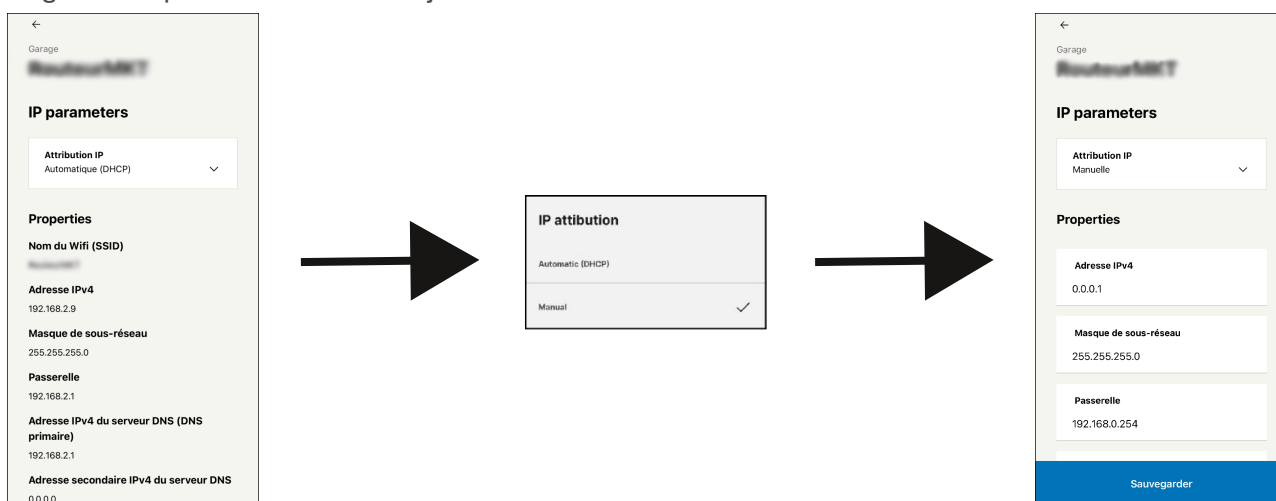 Garage
IP parameters
Attribution IP
Automatique (DHCP)
Properties
Nom du Wifi (SSID)
Adresse IPv4
192.168.2.9
Masque de sous-réseau
255.255.255.0
Passerelle
192.168.2.1
Adresse IPv4 du serveur DNS (DNS
primaire)
192.168.2.1
Adresse secondaire IPv4 du serveur DNS
0.0.0.0
IP attibution
Automatic (DHCP)
Manual
Garage
IP parameters
Attribution IP
Manuelle
Properties
Adresse IPv4
0.0.0.1
Masque de sous-réseau
255.255.255.0
Passerelle
192.168.0.254
Sauvegarder